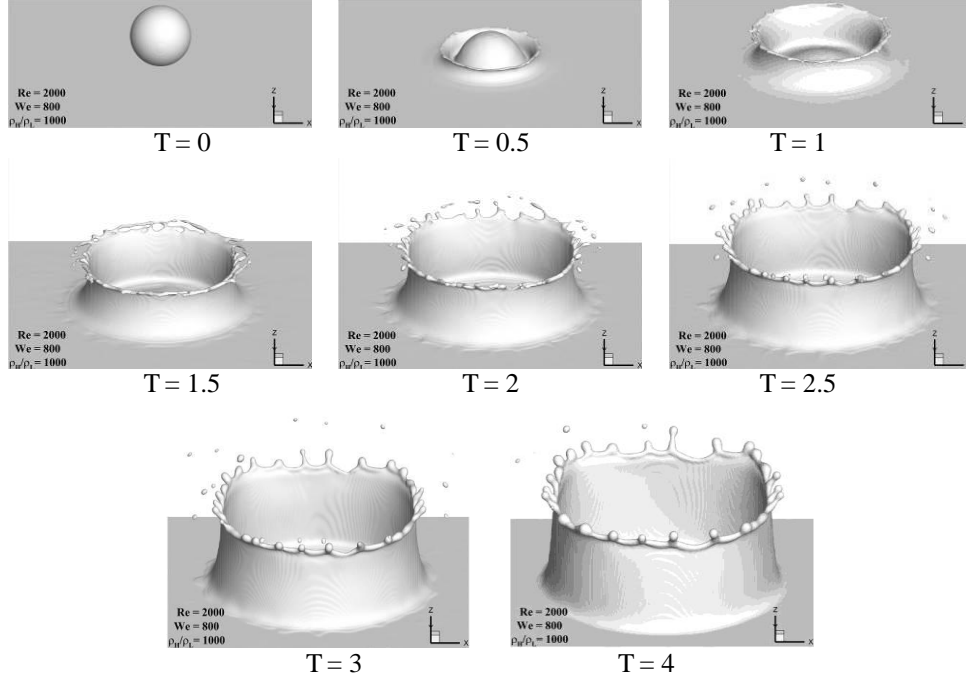 Re = 2000
We = 800
ρH/ρL = 1000
z
x
T = 0
Re = 2000
We = 800
ρH/ρL = 1000
z
x
T = 0.5
Re = 2000
We = 800
ρH/ρL = 1000
z
x
T = 1
Re = 2000
We = 800
ρH/ρL = 1000
z
x
T = 1.5
Re = 2000
We = 800
ρH/ρL = 1000
z
x
T = 2
Re = 2000
We = 800
ρH/ρL = 1000
z
x
T = 2.5
Re = 2000
We = 800
ρH/ρL = 1000
z
x
T = 3
Re = 2000
We = 800
ρH/ρL = 1000
z
x
T = 4